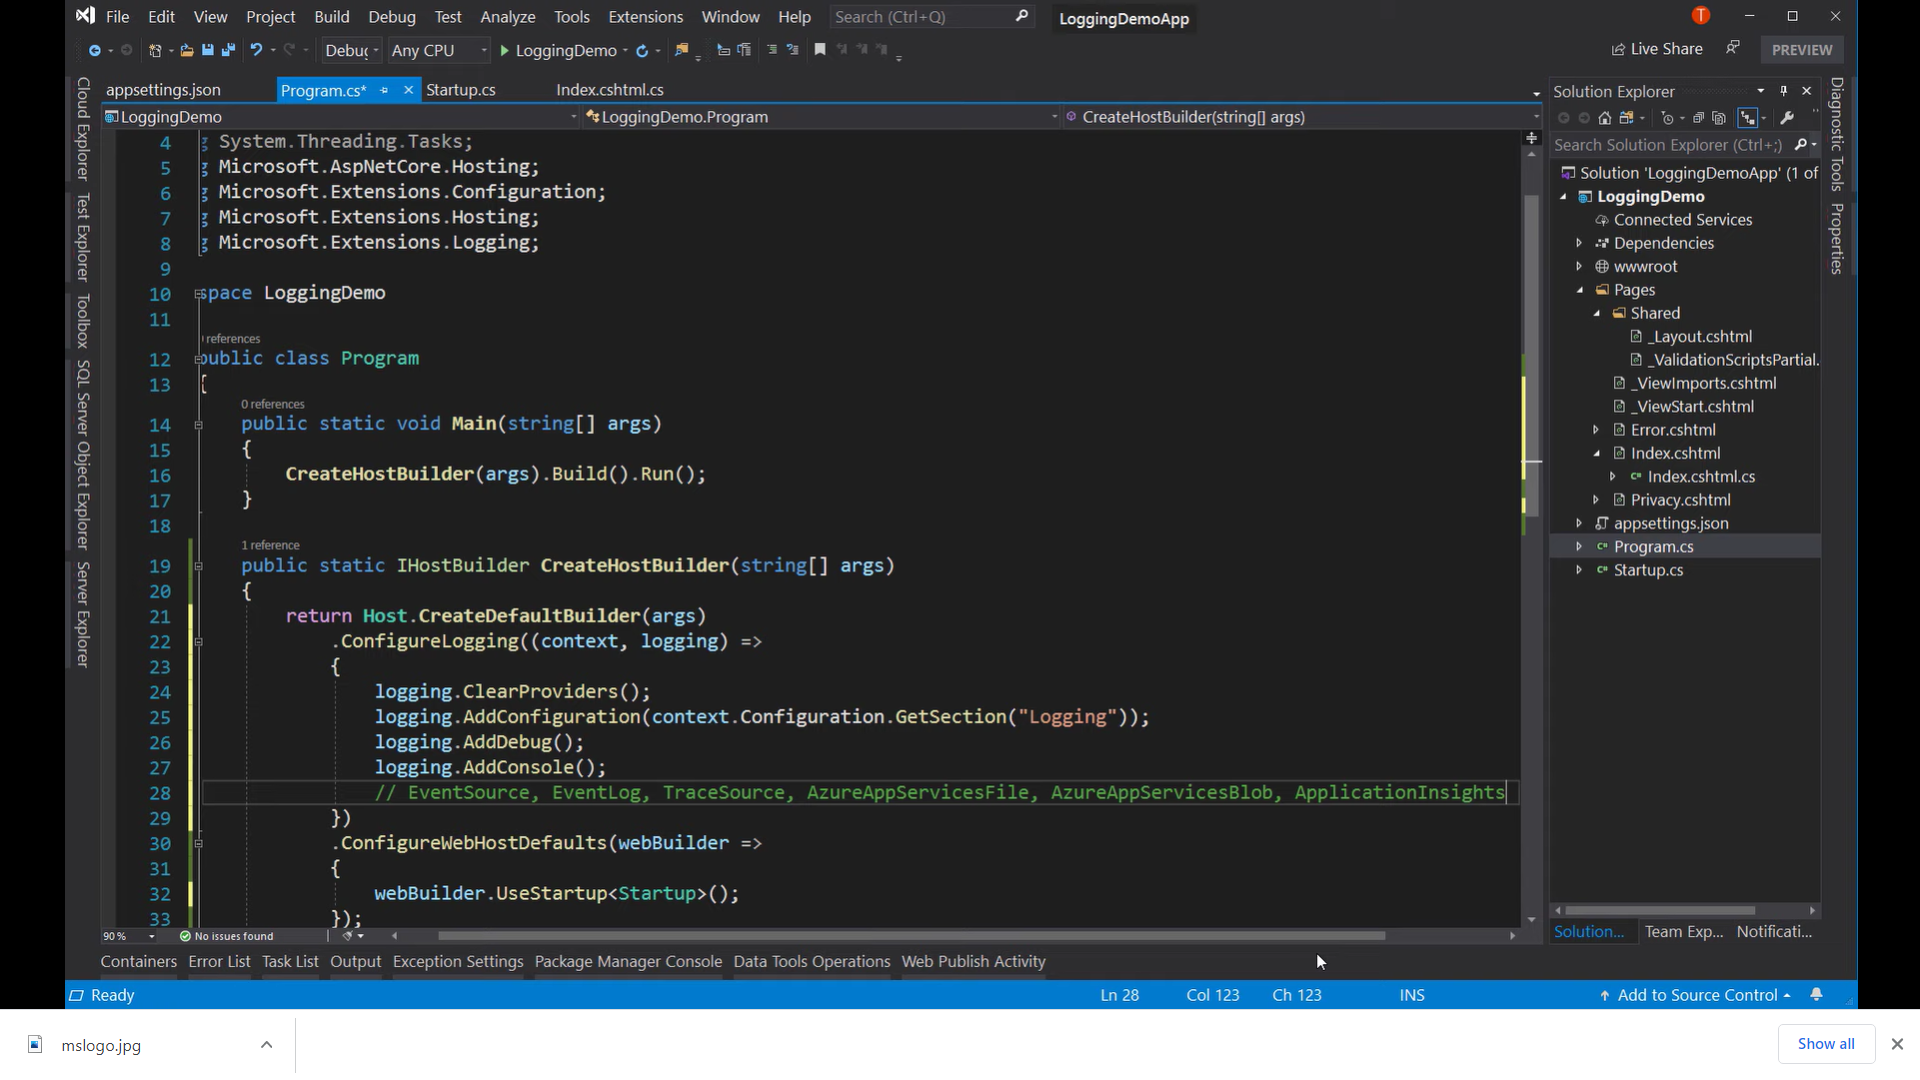 File Edit View Project Build Debug Test Analyze Tools Extensions Window Help Search (Ctrl+Q) LoggingDemoApp T
Debug Any CPU LoggingDemo Live Share PREVIEW
appsettings.json Program.cs* Startup.cs Index.cshtml.cs
LoggingDemo LoggingDemo.Program CreateHostBuilder(string[] args)
Cloud Explorer
Test Explorer
Toolbox
SQL Server Object Explorer
Server Explorer
4 System.Threading.Tasks;
5 Microsoft.AspNetCore.Hosting;
6 Microsoft.Extensions.Configuration;
7 Microsoft.Extensions.Hosting;
8 Microsoft.Extensions.Logging;
9
10 space LoggingDemo
11
references
12 public class Program
13 {
0 references
14 public static void Main(string[] args)
15 {
16 CreateHostBuilder(args).Build().Run();
17 }
18
1 reference
19 public static IHostBuilder CreateHostBuilder(string[] args)
20 {
21 return Host.CreateDefaultBuilder(args)
22 .ConfigureLogging((context, logging) =>
23 {
24 logging.ClearProviders();
25 logging.AddConfiguration(context.Configuration.GetSection("Logging"));
26 logging.AddDebug();
27 logging.AddConsole();
28 // EventSource, EventLog, TraceSource, AzureAppServicesFile, AzureAppServicesBlob, ApplicationInsights
29 })
30 .ConfigureWebHostDefaults(webBuilder =>
31 {
32 webBuilder.UseStartup<Startup>();
33 });
90 % No issues found
Solution Explorer
Search Solution Explorer (Ctrl+;)
Solution 'LoggingDemoApp' (1 of
LoggingDemo
Connected Services
Dependencies
wwwroot
Pages
Shared
_Layout.cshtml
_ValidationScriptsPartial.
_ViewImports.cshtml
_ViewStart.cshtml
Error.cshtml
Index.cshtml
Index.cshtml.cs
Privacy.cshtml
appsettings.json
Program.cs
Startup.cs
Solution... Team Exp... Notificati...
Diagnostic Tools
Properties
Containers Error List Task List Output Exception Settings Package Manager Console Data Tools Operations Web Publish Activity
Ready Ln 28 Col 123 Ch 123 INS Add to Source Control
mslogo.jpg Show all